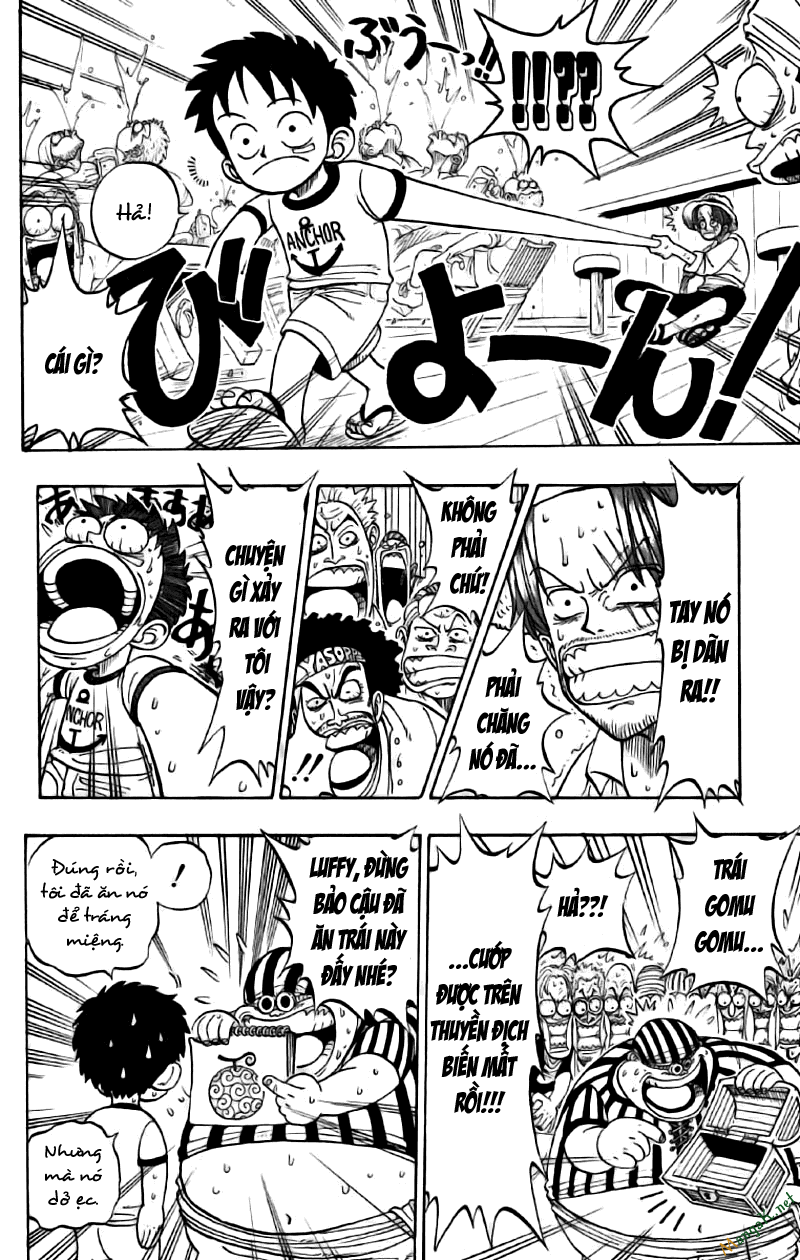 ぶうーっ!!
!!??
Hả!
ANCHOR
CÁI GÌ?
びよーん!
TAY NÓ
BỊ DÃN
RA!!
PHẢI
CHĂNG
NÓ ĐÃ...
KHÔNG
PHẢI
CHỨ!
YASOPP
!!
CHUYỆN
GÌ XẢY
RA VỚI
TÔI
VẬY?
ANCHOR
TRÁI
GOMU
GOMU...
HẢ??!
...CƯỚP
ĐƯỢC TRÊN
THUYỀN ĐỊCH
BIẾN MẤT
RỒI!!!
LUFFY, ĐỪNG
BẢO CẬU ĐÃ
ĂN TRÁI NÀY
ĐẤY NHÉ?
!
Đúng rồi,
tôi đã ăn nó
để tráng
miệng.
Nhưng
mà nó
dở ẹc.